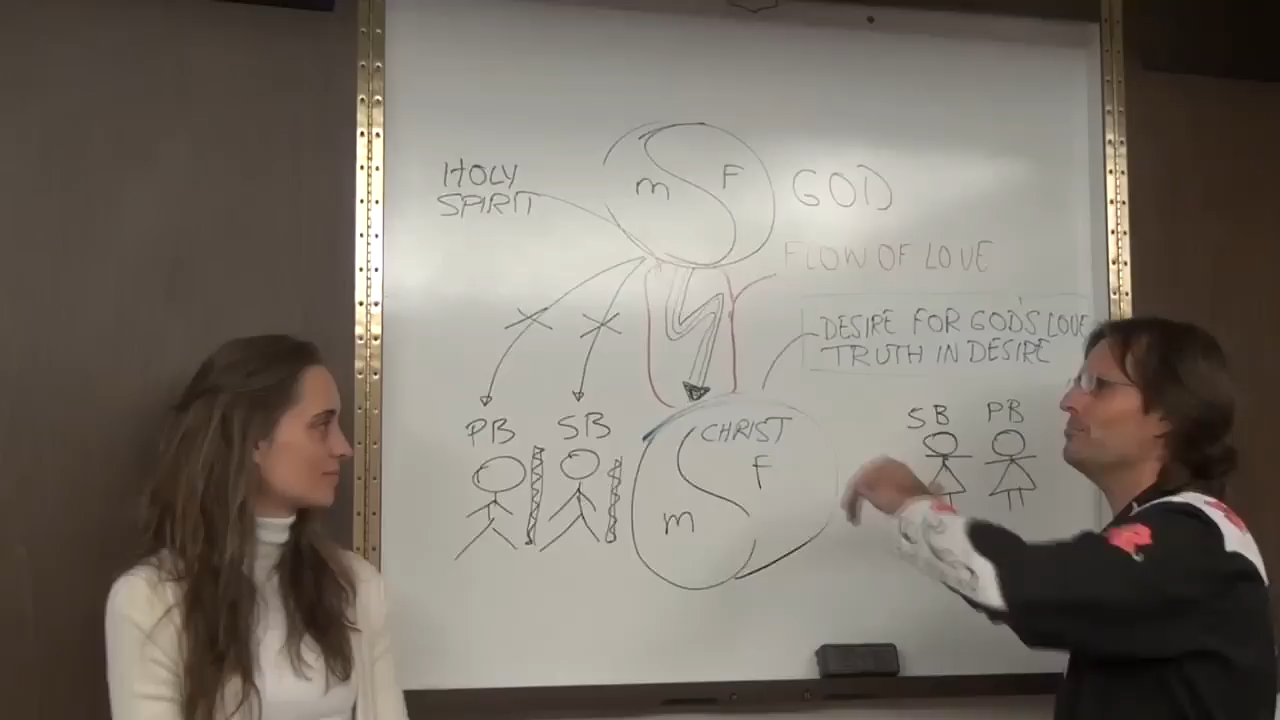 HOLY
SPIRIT
m F
GOD
FLOW OF LOVE
DESIRE FOR GOD'S LOVE
TRUTH IN DESIRE
PB SB
CHRIST
F
m
SB PB